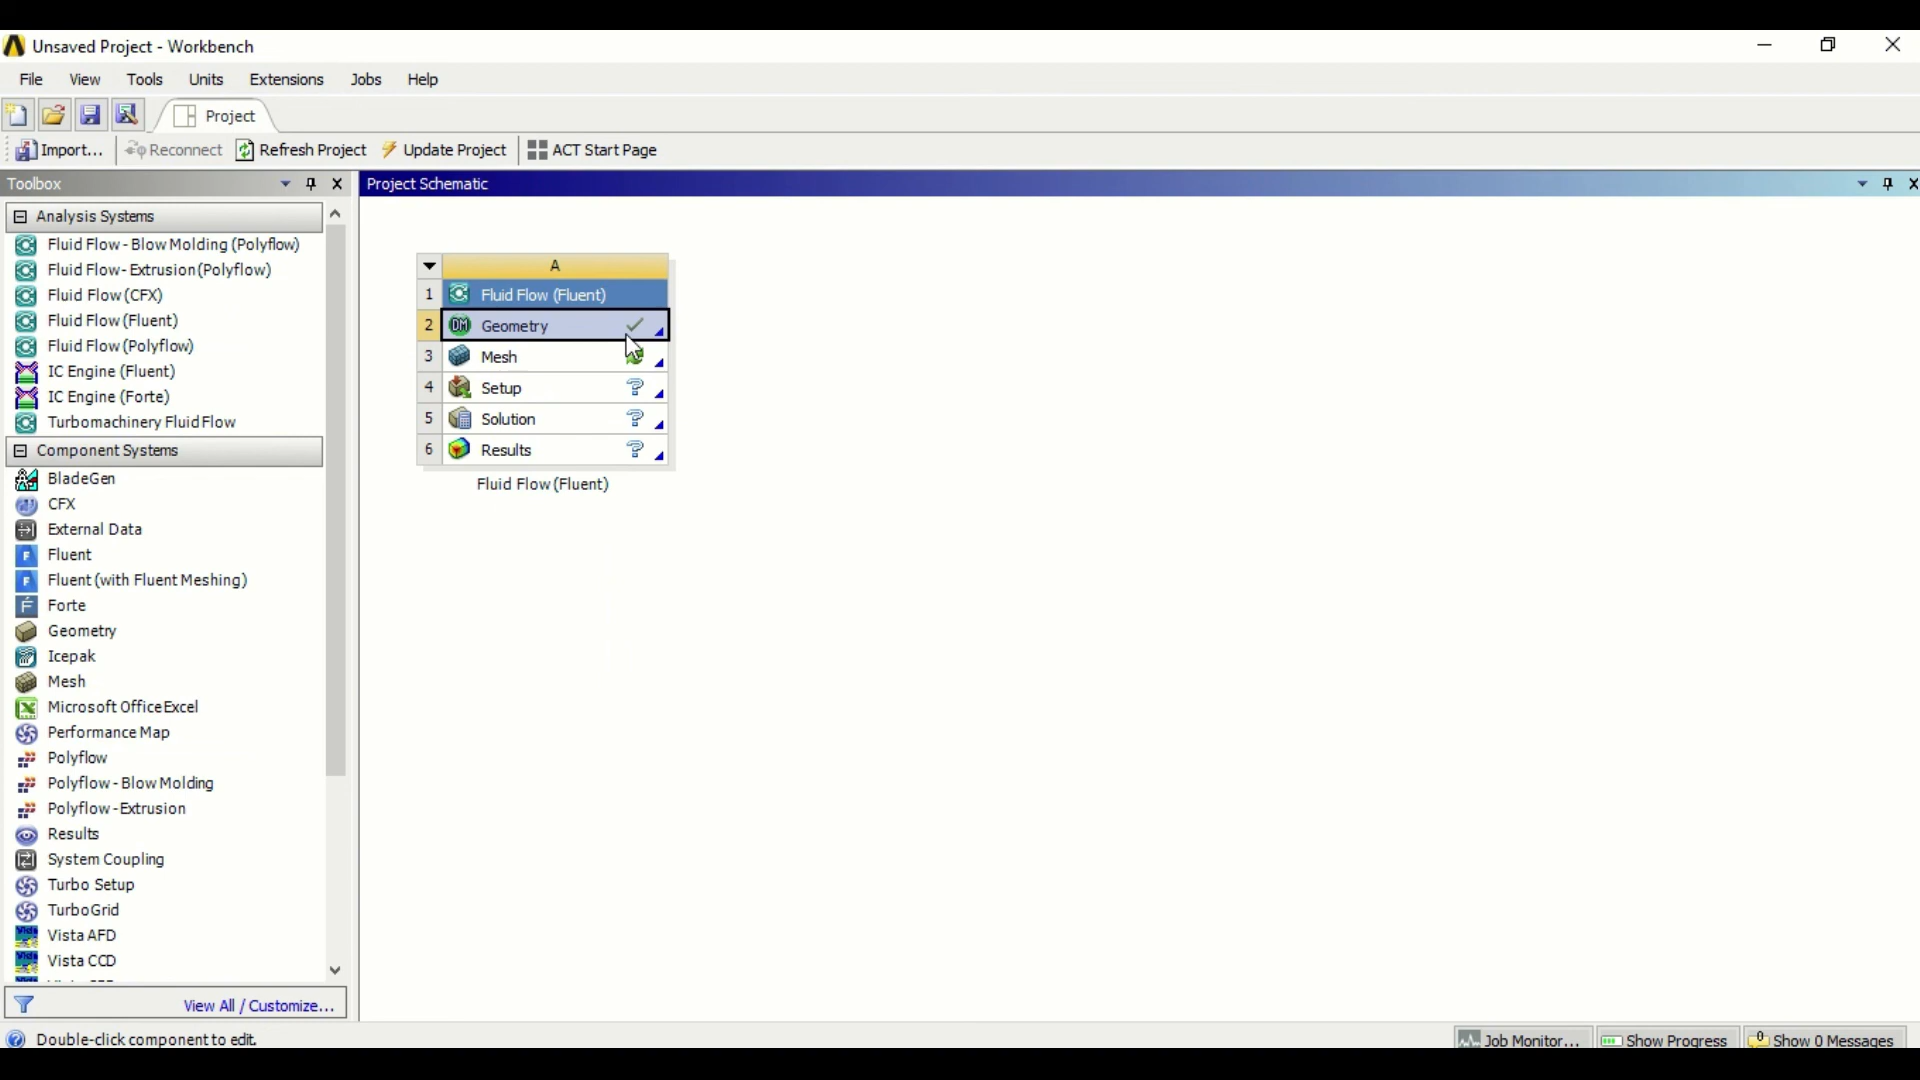 Unsaved Project - Workbench
File View Tools Units Extensions Jobs Help
Project
Import... Reconnect Refresh Project Update Project ACT Start Page
Toolbox
Project Schematic
Analysis Systems
Fluid Flow - Blow Molding (Polyflow)
Fluid Flow - Extrusion (Polyflow)
Fluid Flow (CFX)
Fluid Flow (Fluent)
Fluid Flow (Polyflow)
IC Engine (Fluent)
IC Engine (Forte)
Turbomachinery Fluid Flow
Component Systems
BladeGen
CFX
External Data
Fluent
Fluent (with Fluent Meshing)
Forte
Geometry
Icepak
Mesh
Microsoft Office Excel
Performance Map
Polyflow
Polyflow - Blow Molding
Polyflow - Extrusion
Results
System Coupling
Turbo Setup
TurboGrid
Vista AFD
Vista CCD
View All / Customize...
A
1 Fluid Flow (Fluent)
2 DM Geometry
3 Mesh
4 Setup ?
5 Solution ?
6 Results ?
Fluid Flow (Fluent)
Double-click component to edit.
Job Monitor... Show Progress 0 Show 0 Messages